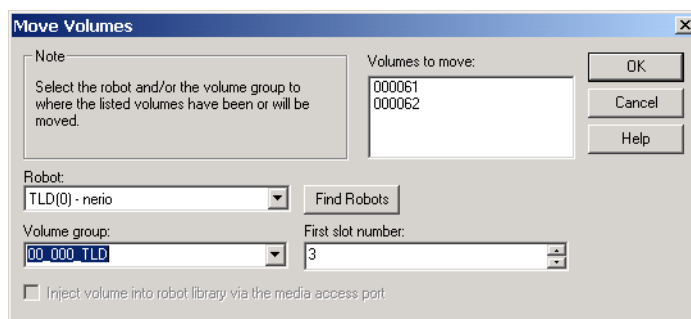 Move Volumes
Note
Select the robot and/or the volume group to
where the listed volumes have been or will be
moved.
Volumes to move:
000061
000062
OK
Cancel
Help
Robot:
TLD(0) - nerio
Find Robots
Volume group:
00_000_TLD
First slot number:
3
Inject volume into robot library via the media access port